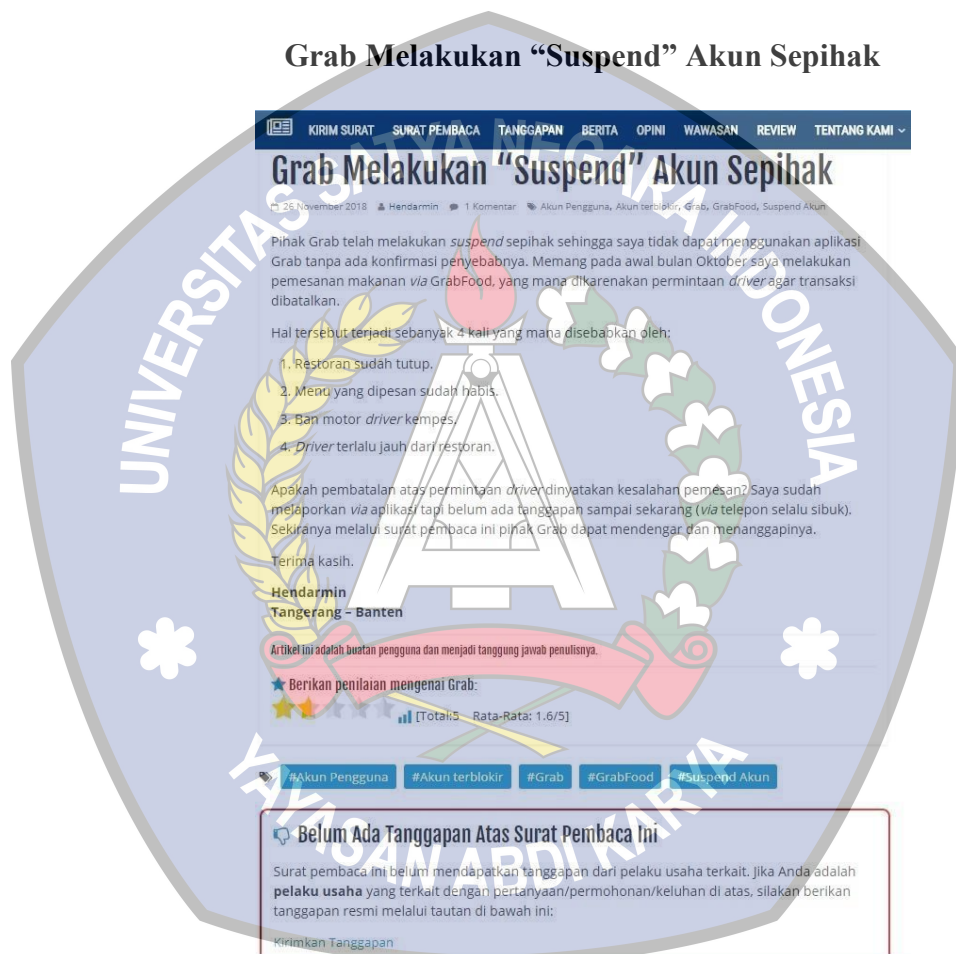 Grab Melakukan “Suspend” Akun Sepihak
KIRIM SURAT SURAT PEMBACA TANGGAPAN BERITA OPINI WAWASAN REVIEW TENTANG KAMI
Grab Melakukan “Suspend” Akun Sepihak
26 November 2018 Hendarmin 1 Komentar Akun Pengguna, Akun terblokir, Grab, GrabFood, Suspend Akun
Pihak Grab telah melakukan suspend sepihak sehingga saya tidak dapat menggunakan aplikasi
Grab tanpa ada konfirmasi penyebabnya. Memang pada awal bulan Oktober saya melakukan
pemesanan makanan via GrabFood, yang mana dikarenakan permintaan driver agar transaksi
dibatalkan.
Hal tersebut terjadi sebanyak 4 kali yang mana disebabkan oleh:
1. Restoran sudah tutup.
2. Menu yang dipesan sudah habis.
3. Ban motor driver kempes.
4. Driver terlalu jauh dari restoran.
Apakah pembatalan atas permintaan driver dinyatakan kesalahan pemesan? Saya sudah
melaporkan via aplikasi tapi belum ada tanggapan sampai sekarang (via telepon selalu sibuk).
Sekiranya melalui surat pembaca ini pihak Grab dapat mendengar dan menanggapinya.
Terima kasih.
Hendarmin
Tangerang – Banten
Artikel ini adalah buatan pengguna dan menjadi tanggung jawab penulisnya.
Berikan penilaian mengenai Grab:
[Total:5 Rata-Rata: 1.6/5]
#Akun Pengguna #Akun terblokir #Grab #GrabFood #Suspend Akun
Belum Ada Tanggapan Atas Surat Pembaca Ini
Surat pembaca ini belum mendapatkan tanggapan dari pelaku usaha terkait. Jika Anda adalah
pelaku usaha yang terkait dengan pertanyaan/permohonan/keluhan di atas, silakan berikan
tanggapan resmi melalui tautan di bawah ini:
Kirimkan Tanggapan
UNIVERSITAS SATYA NEGARA INDONESIA
YAYASAN ABDI KARYA